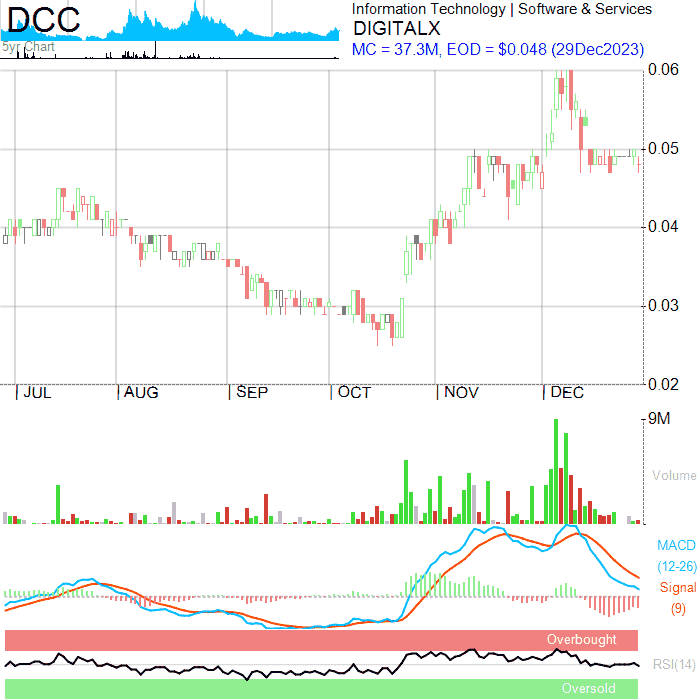 DCC
5yr Chart
Information Technology | Software & Services
DIGITALX
MC = 37.3M, EOD = $0.048 (29Dec2023)
0.06
0.05
0.04
0.03
0.02
JUL AUG SEP OCT NOV DEC
9M
Volume
MACD
(12-26)
Signal
(9)
Overbought
RSI(14)
Oversold